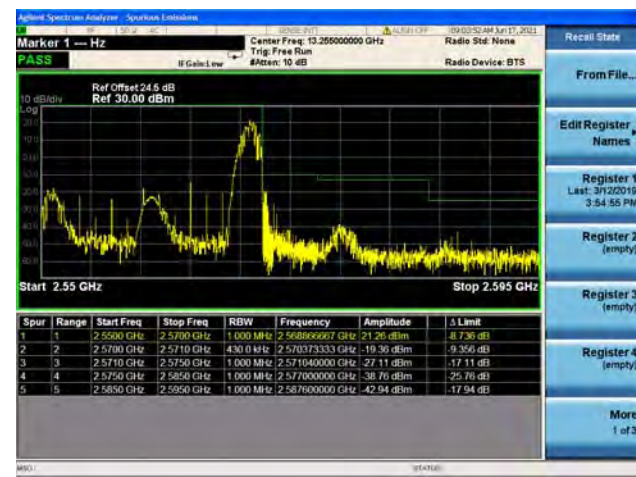 Agilent Spectrum Analyzer Spurious Emissions
RF 50 Ω AC SENSE:INT ALIGN OFF 09:03:52 AM Jun 17, 2021
Marker 1 — Hz
Center Freq: 13.255000000 GHz
Radio Std: None
Trig: Free Run
PASS
IFGain:Low
#Atten: 10 dB
Radio Device: BTS
Ref Offset 24.5 dB
10 dB/div
Ref 30.00 dBm
Log
Start 2.55 GHz
Stop 2.595 GHz
Spur Range Start Freq Stop Freq RBW Frequency Amplitude Δ Limit
1 1 2.5500 GHz 2.5700 GHz 1.000 MHz 2.568866667 GHz 21.26 dBm -8.736 dB
2 2 2.5700 GHz 2.5710 GHz 430.0 kHz 2.570373333 GHz -19.36 dBm -9.356 dB
3 3 2.5710 GHz 2.5750 GHz 1.000 MHz 2.571040000 GHz -27.11 dBm -17.11 dB
4 4 2.5750 GHz 2.5850 GHz 1.000 MHz 2.577000000 GHz -38.76 dBm -25.76 dB
5 5 2.5850 GHz 2.5950 GHz 1.000 MHz 2.587600000 GHz -42.94 dBm -17.94 dB
MSG
STATUS
Recall State
From File...
Edit Register
Names
Register 1
Last: 3/12/2019
3:54:55 PM
Register 2
(empty)
Register 3
(empty)
Register 4
(empty)
More
1 of 3